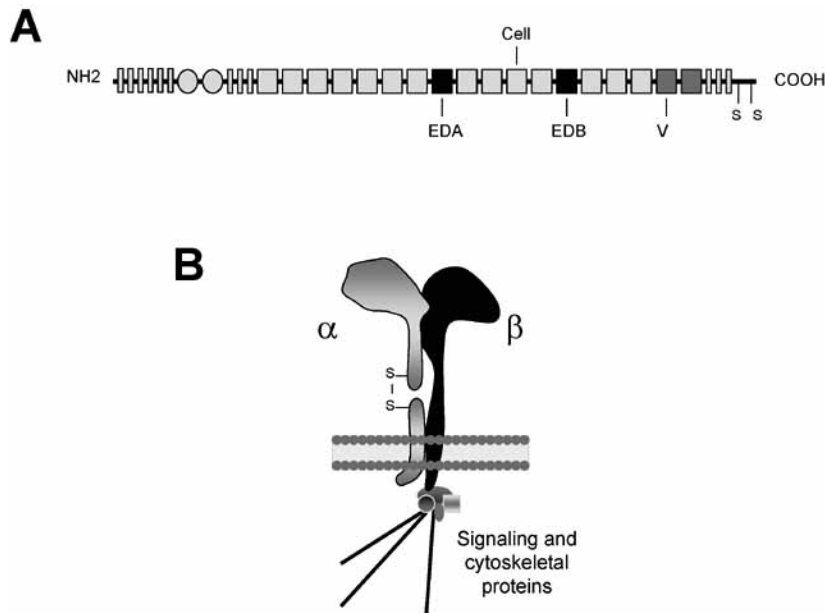 A
Cell
NH2
COOH
EDA
EDB
V
S
S
B
α
β
S
S
Signaling and
cytoskeletal
proteins